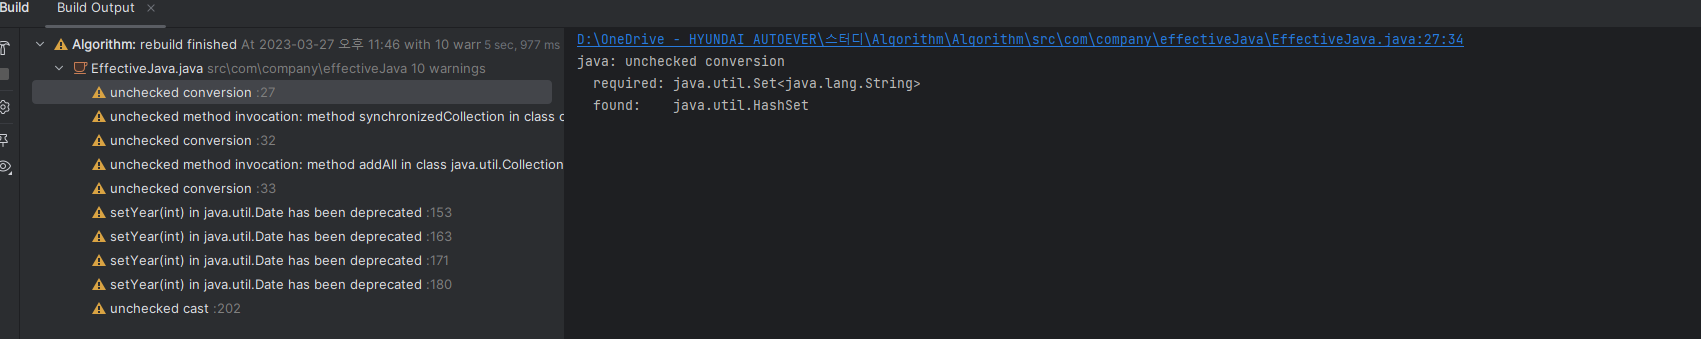 Build
Build Output
Algorithm: rebuild finished At 2023-03-27 오후 11:46 with 10 warr 5 sec, 977 ms
EffectiveJava.java src\com\company\effectiveJava 10 warnings
unchecked conversion :27
unchecked method invocation: method synchronizedCollection in class c
unchecked conversion :32
unchecked method invocation: method addAll in class java.util.Collection
unchecked conversion :33
setYear(int) in java.util.Date has been deprecated :153
setYear(int) in java.util.Date has been deprecated :163
setYear(int) in java.util.Date has been deprecated :171
setYear(int) in java.util.Date has been deprecated :180
unchecked cast :202
D:\OneDrive - HYUNDAI AUTOEVER\스터디\Algorithm\Algorithm\src\com\company\effectiveJava\EffectiveJava.java:27:34
java: unchecked conversion
required: java.util.Set<java.lang.String>
found: java.util.HashSet